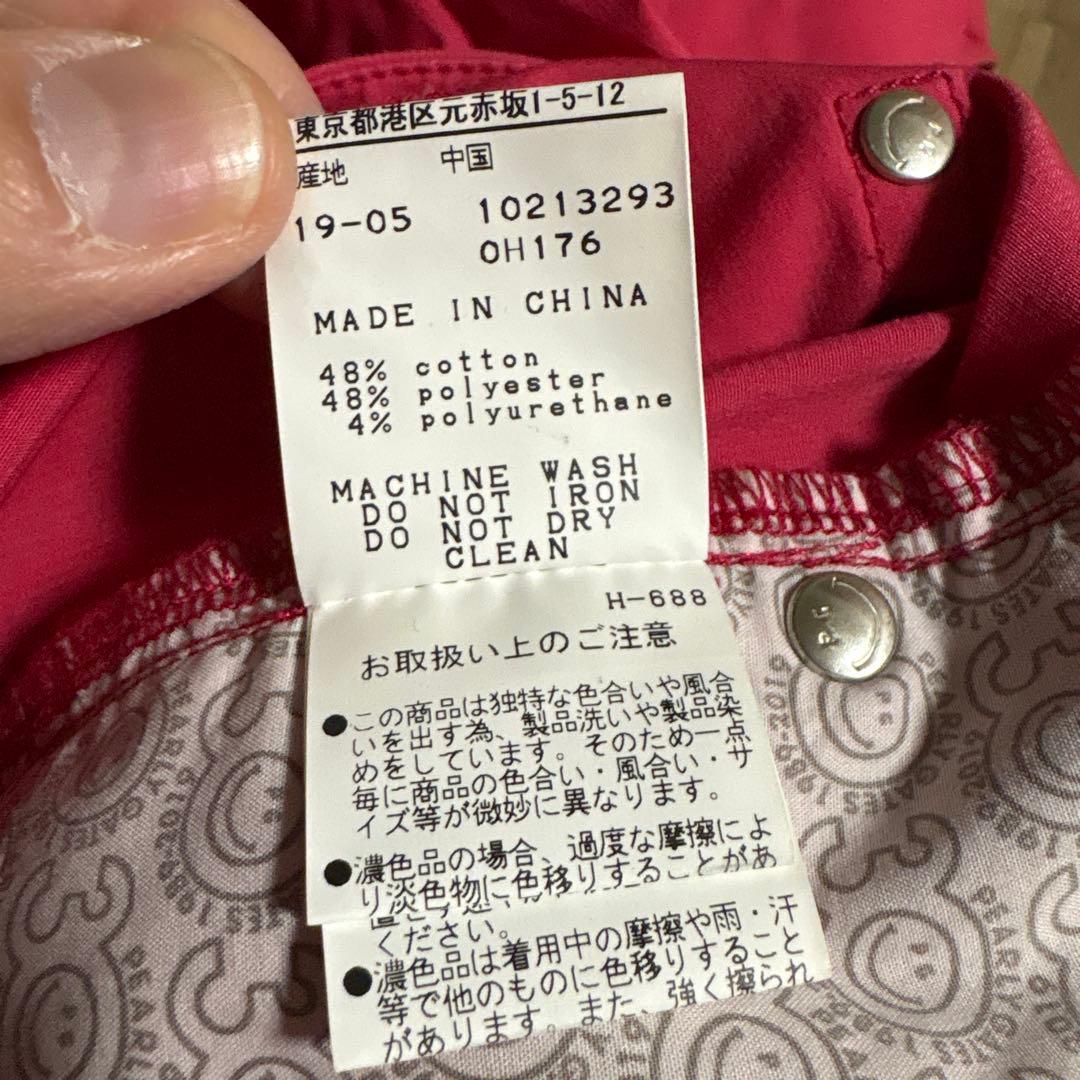 東京都港区元赤坂1-5-12
産地 中国
19-05 10213293
0H176
MADE IN CHINA
48% cotton
48% polyester
4% polyurethane
MACHINE WASH
DO NOT IRON
DO NOT DRY
CLEAN
H-688
お取扱い上のご注意
●この商品は独特な色合いや風合
いを出す為、製品洗いや製品染
めをしています。そのため一点
毎に商品の色合い・風合い・サ
イズ等が微妙に異なります。
●濃色品の場合、過度な摩擦によ
り淡色物に色移りすることがあ
ください。
●濃色品は着用中の摩擦や雨・汗
等で他のものに色移りすること
があります。また、強く擦られ
PEARLY GATES 1989
PEARLY GATES 1989
PEARLY GATES 1989